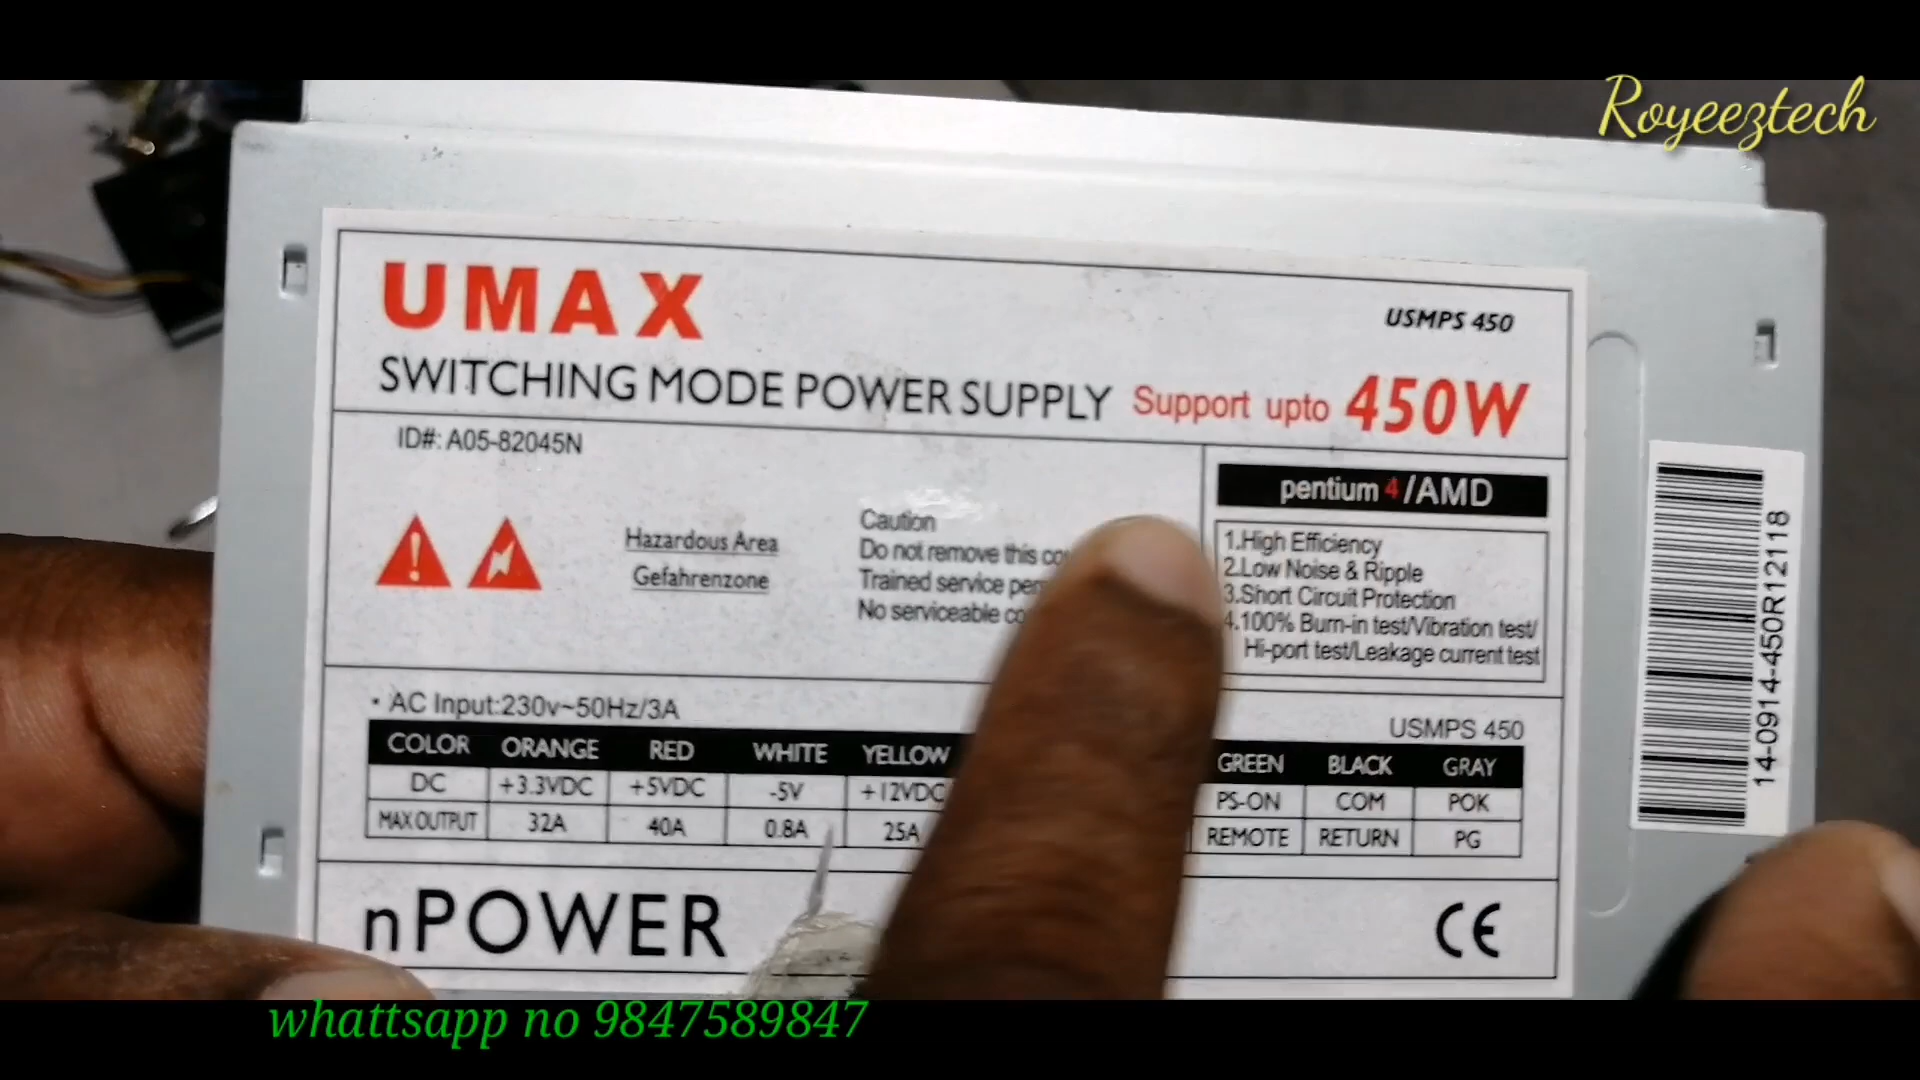 Royeeztech
UMAX
USMPS 450
SWITCHING MODE POWER SUPPLY Support upto 450W
ID#: A05-82045N
pentium 4 /AMD
Hazardous Area
Gefahrenzone
Caution
Do not remove this
Trained service
No serviceable
1.High Efficiency
2.Low Noise & Ripple
3.Short Circuit Protection
4.100% Burn-in test/Vibration test/
Hi-port test/Leakage current test
14-0914-450R12118
• AC Input:230v~50Hz/3A
USMPS 450
COLOR ORANGE RED WHITE YELLOW GREEN BLACK GRAY
DC +3.3VDC +5VDC -5V +12VDC PS-ON COM POK
MAX OUTPUT 32A 40A 0.8A 25A REMOTE RETURN PG
nPOWER
CE
whattsapp no 9847589847